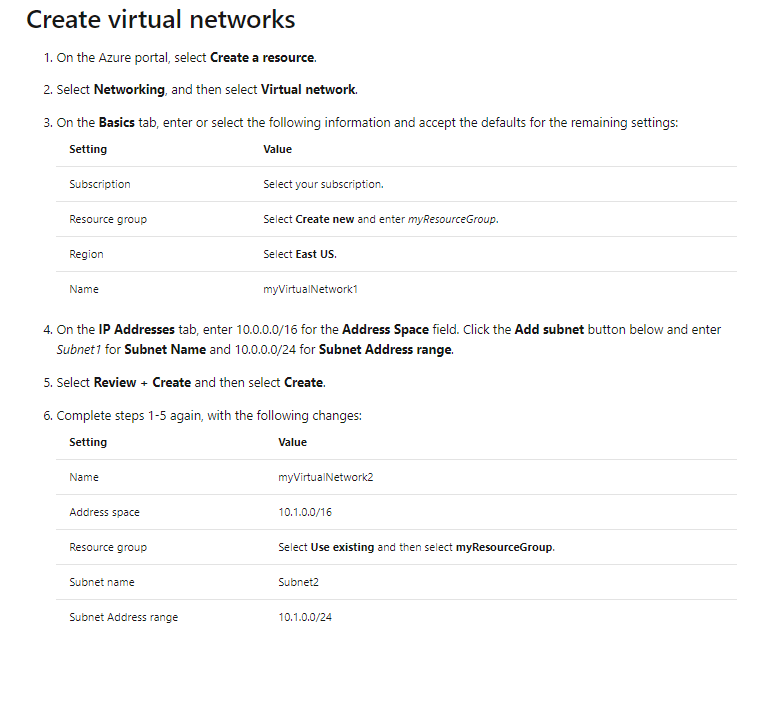 Create virtual networks
1. On the Azure portal, select Create a resource.
2. Select Networking, and then select Virtual network.
3. On the Basics tab, enter or select the following information and accept the defaults for the remaining settings:
Setting Value
Subscription Select your subscription.
Resource group Select Create new and enter myResourceGroup.
Region Select East US.
Name myVirtualNetwork1
4. On the IP Addresses tab, enter 10.0.0.0/16 for the Address Space field. Click the Add subnet button below and enter
Subnet1 for Subnet Name and 10.0.0.0/24 for Subnet Address range.
5. Select Review + Create and then select Create.
6. Complete steps 1-5 again, with the following changes:
Setting Value
Name myVirtualNetwork2
Address space 10.1.0.0/16
Resource group Select Use existing and then select myResourceGroup.
Subnet name Subnet2
Subnet Address range 10.1.0.0/24